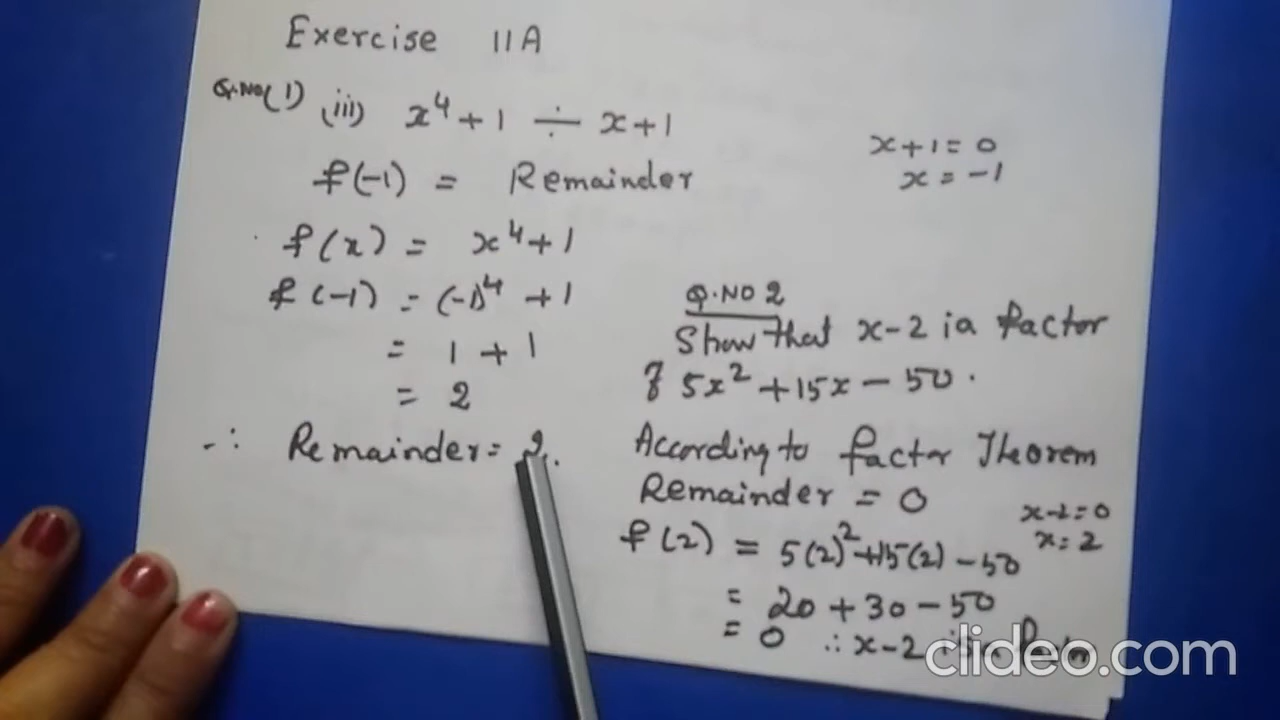 Exercise 11A
Q.NO(1) (iii) x⁴ + 1 ÷ x + 1
x + 1 = 0
x = -1
f(-1) = Remainder
f(x) = x⁴ + 1
f(-1) = (-1)⁴ + 1
= 1 + 1
= 2
∴ Remainder = 2.
Q.NO 2
Show that x-2 is a factor
of 5x² + 15x - 50.
According to factor Theorem
Remainder = 0
x-2=0
x=2
f(2) = 5(2)² + 15(2) - 50
= 20 + 30 - 50
= 0 ∴ x-2 is a factor
clideo.com